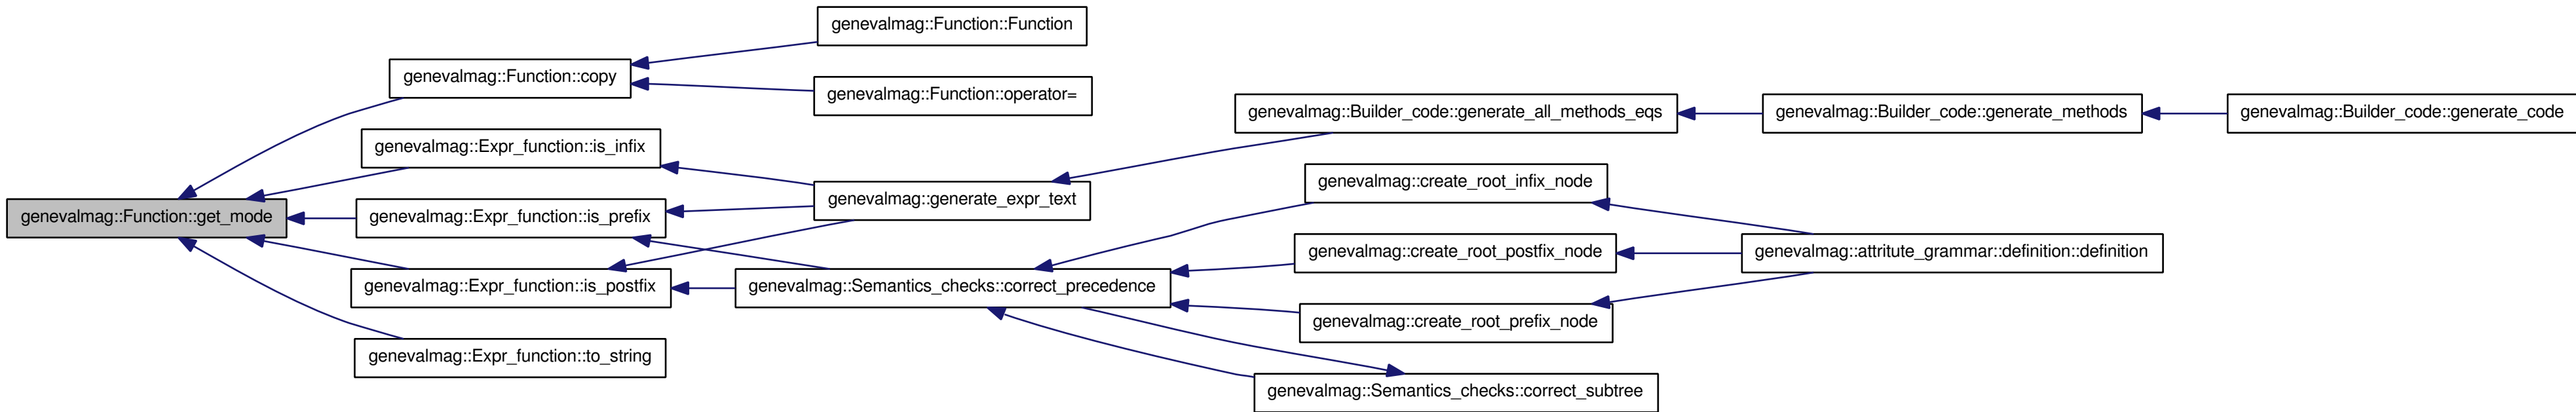 genevalmag::Function::Function
genevalmag::Function::copy
genevalmag::Function::operator=
genevalmag::Builder_code::generate_all_methods_eqs
genevalmag::Builder_code::generate_methods
genevalmag::Builder_code::generate_code
genevalmag::Expr_function::is_infix
genevalmag::create_root_infix_node
genevalmag::generate_expr_text
genevalmag::Function::get_mode
genevalmag::Expr_function::is_prefix
genevalmag::create_root_postfix_node
genevalmag::attritute_grammar::definition::definition
genevalmag::Expr_function::is_postfix
genevalmag::Semantics_checks::correct_precedence
genevalmag::create_root_prefix_node
genevalmag::Expr_function::to_string
genevalmag::Semantics_checks::correct_subtree